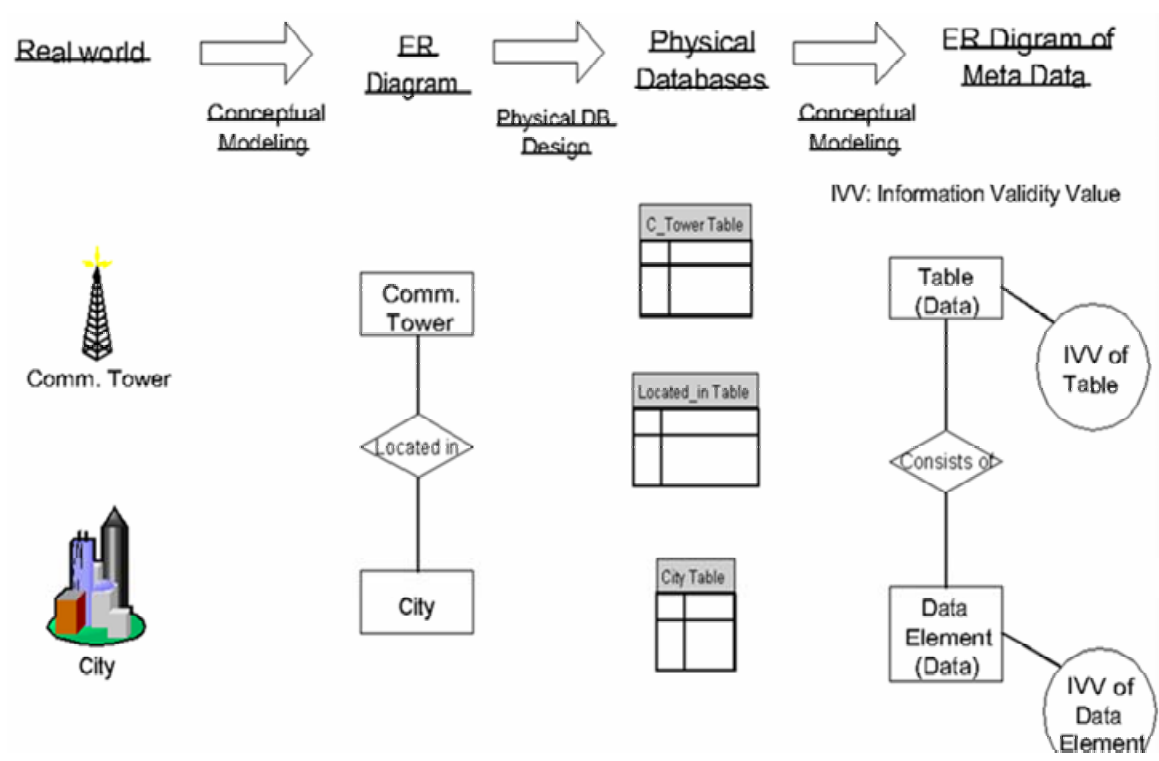 Real world
ER
Diagram
Physical
Databases
ER Digram of
Meta Data
Conceptual
Modeling
Physical DB
Design
Conceptual
Modeling
IVV: Information Validity Value
C_Tower Table
Comm.
Tower
Table
(Data)
IVV of
Table
Comm. Tower
Located_in Table
Located in
Consists of
City Table
City
City
Data
Element
(Data)
IVV of
Data
Element